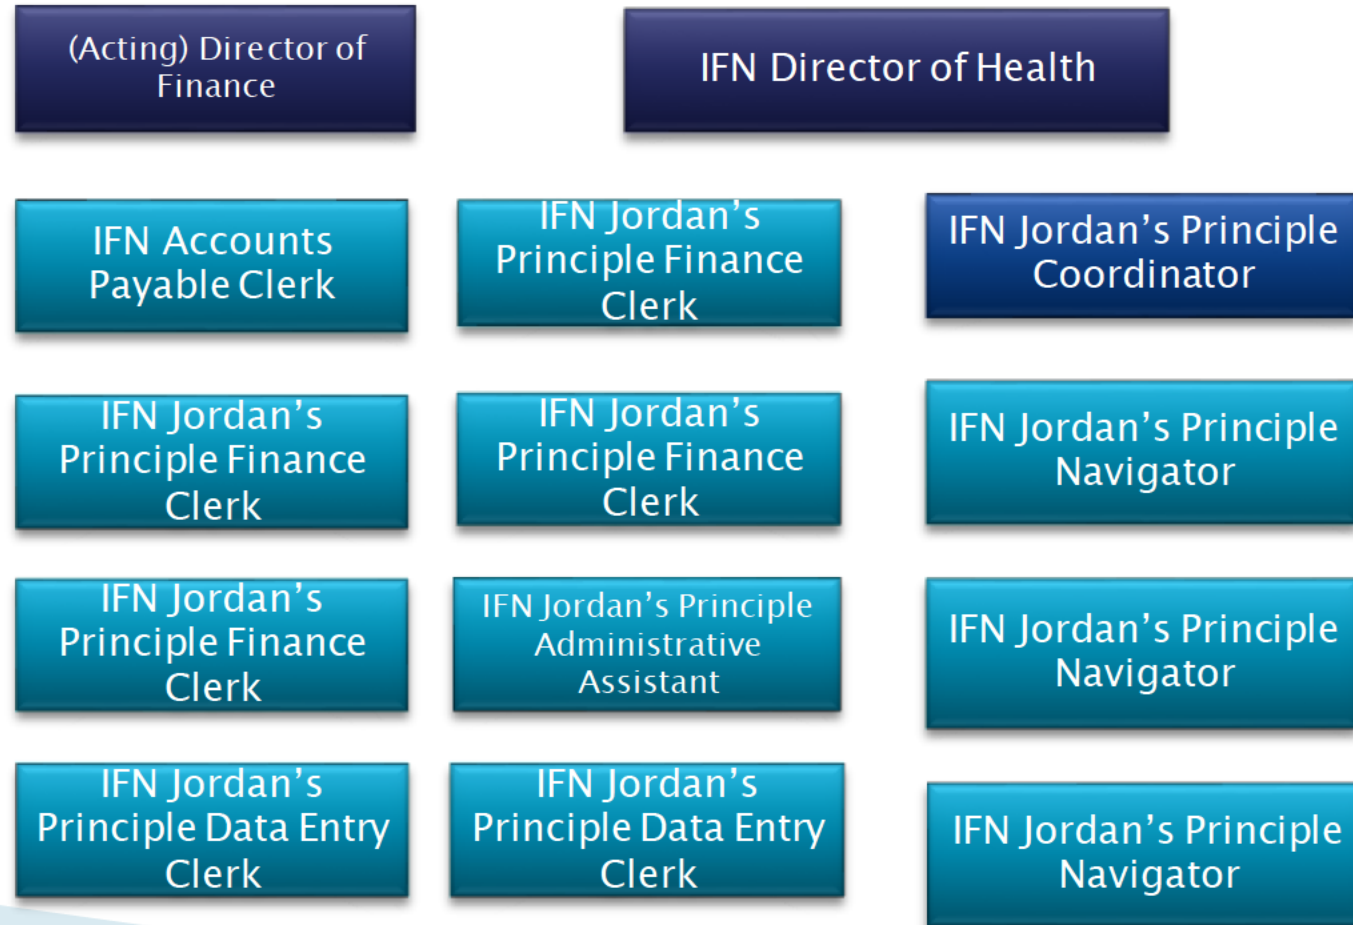 (Acting) Director of
Finance
IFN Director of Health
IFN Accounts
Payable Clerk
IFN Jordan’s
Principle Finance
Clerk
IFN Jordan’s Principle
Coordinator
IFN Jordan’s
Principle Finance
Clerk
IFN Jordan’s
Principle Finance
Clerk
IFN Jordan’s Principle
Navigator
IFN Jordan’s
Principle Finance
Clerk
IFN Jordan’s Principle
Administrative
Assistant
IFN Jordan’s Principle
Navigator
IFN Jordan’s
Principle Data Entry
Clerk
IFN Jordan’s
Principle Data Entry
Clerk
IFN Jordan’s Principle
Navigator